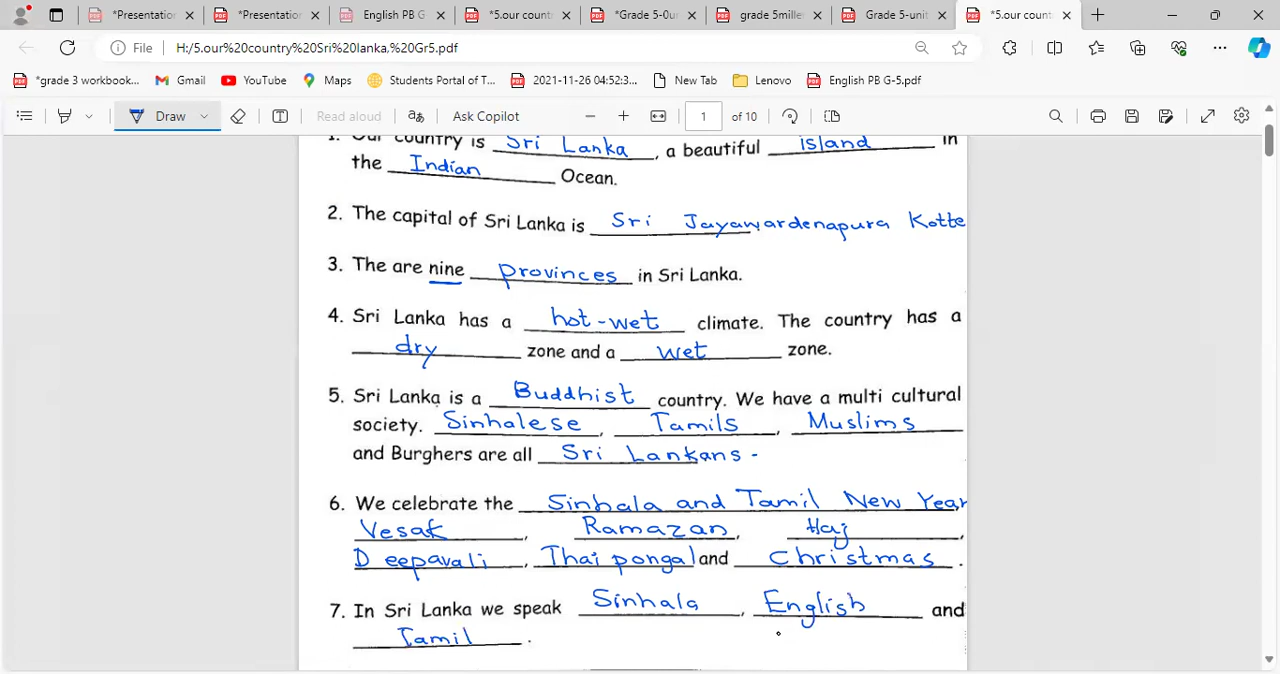 *Presentation
*Presentation
English PB G
*5.our count
*Grade 5-0ur
grade 5mille
Grade 5-unit
*5.our count
File H:/5.our%20country%20Sri%20lanka,%20Gr5.pdf
*grade 3 workbook... Gmail YouTube Maps Students Portal of T... 2021-11-26 04:52:3... New Tab Lenovo English PB G-5.pdf
Draw Read aloud Ask Copilot 1 of 10
1. Our country is Sri Lanka, a beautiful island in
the Indian Ocean.
2. The capital of Sri Lanka is Sri Jayawardenapura Kotte
3. The are nine provinces in Sri Lanka.
4. Sri Lanka has a hot-wet climate. The country has a
dry zone and a wet zone.
5. Sri Lanka is a Buddhist country. We have a multi cultural
society. Sinhalese, Tamils, Muslims
and Burghers are all Sri Lankans.
6. We celebrate the Sinhala and Tamil New Year
Vesak, Ramazan, Haj,
Deepavali, Thai pongal and Christmas.
7. In Sri Lanka we speak Sinhala, English and
Tamil.